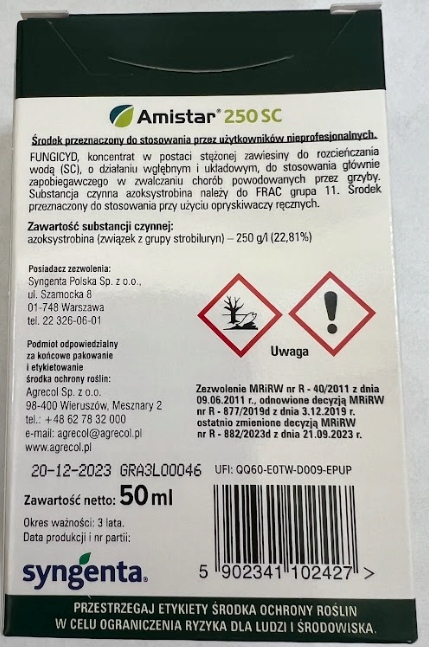 Amistar® 250 SC
Środek przeznaczony do stosowania przez użytkowników nieprofesjonalnych.
FUNGICYD, koncentrat w postaci stężonej zawiesiny do rozcieńczania
wodą (SC), o działaniu wgłębnym i układowym, do stosowania głównie
zapobiegawczego w zwalczaniu chorób powodowanych przez grzyby.
Substancja czynna azoksystrobina należy do FRAC grupa 11. Środek
przeznaczony do stosowania przy użyciu opryskiwaczy ręcznych.
Zawartość substancji czynnej:
azoksystrobina (związek z grupy strobiluryn) – 250 g/l (22,81%)
Posiadacz zezwolenia:
Syngenta Polska Sp. z o.o.,
ul. Szamocka 8
01-748 Warszawa
tel. 22 326-06-01
Podmiot odpowiedzialny
za końcowe pakowanie
i etykietowanie
środka ochrony roślin:
Agrecol Sp. z o.o.
98-400 Wieruszów, Mesznary 2
tel.: +48 62 78 32 000
e-mail: agrecol@agrecol.pl
www.agrecol.pl
Uwaga
Zezwolenie MRiRW nr R - 40/2011 z dnia
09.06.2011 r., odnowione decyzją MRiRW
nr R - 877/2019d z dnia 3.12.2019 r.
ostatnio zmienione decyzją MRiRW
nr R - 882/2023d z dnia 21.09.2023 r.
20-12-2023 GRA3L00046
UFI: QQ60-E0TW-D009-EPUP
Zawartość netto: 50 ml
Okres ważności: 3 lata.
Data produkcji i nr partii:
syngenta®
5 902341 102427 >
PRZESTRZEGAJ ETYKIETY ŚRODKA OCHRONY ROŚLIN
W CELU OGRANICZENIA RYZYKA DLA LUDZI I ŚRODOWISKA.